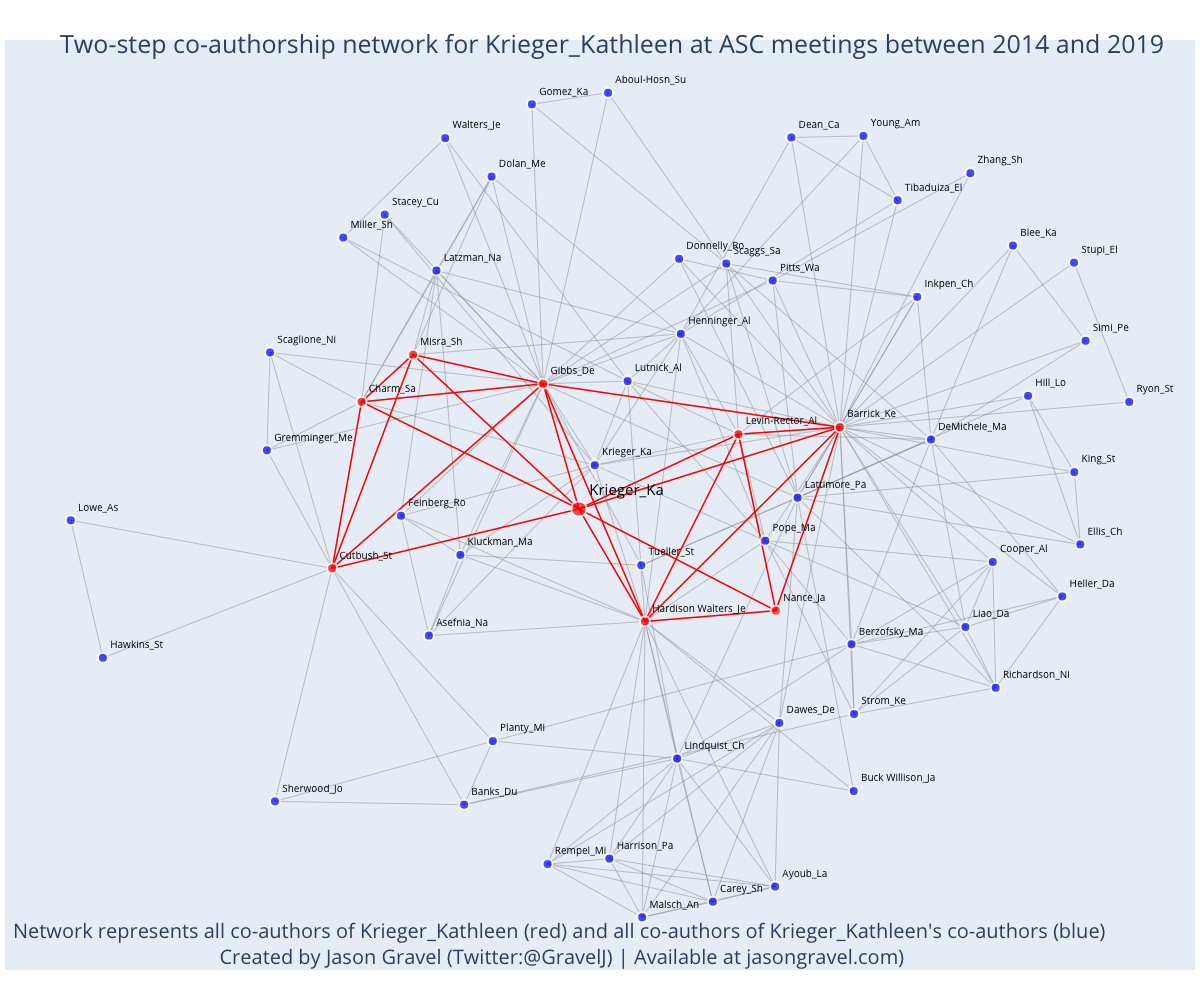 Two-step co-authorship network for Krieger_Kathleen at ASC meetings between 2014 and 2019
Aboul-Hosn_Su
Gomez_Ka
Walters_Je
Dean_Ca
Young_Am
Dolan_Me
Zhang_Sh
Tibaduiza_El
Stacey_Cu
Miller_Sh
Blee_Ka
Donnelly_Ro
Scaggs_Sa
Stupi_El
Latzman_Na
Pitts_Wa
Inkpen_Ch
Henninger_Al
Simi_Pe
Scaglione_Ni
Misra_Sh
Gibbs_De
Lutnick_Al
Charm_Sa
Hill_Lo
Ryon_St
Barrick_Ke
Levin-Rector_Al
DeMichele_Ma
Gremminger_Me
Krieger_Ka
King_St
Lattimore_Pa
Krieger_Ka
Feinberg_Ro
Lowe_As
Pope_Ma
Ellis_Ch
Kluckman_Ma
Tueller_St
Cooper_Al
Cutbush_St
Heller_Da
Nance_Ja
Hardison Walters_Je
Liao_Da
Asefnia_Na
Berzofsky_Ma
Hawkins_St
Richardson_Ni
Strom_Ke
Dawes_De
Planty_Mi
Lindquist_Ch
Buck Willison_Ja
Sherwood_Jo
Banks_Du
Harrison_Pa
Rempel_Mi
Ayoub_La
Carey_Sh
Malsch_An
Network represents all co-authors of Krieger_Kathleen (red) and all co-authors of Krieger_Kathleen's co-authors (blue)
Created by Jason Gravel (Twitter:@GravelJ) | Available at jasongravel.com)